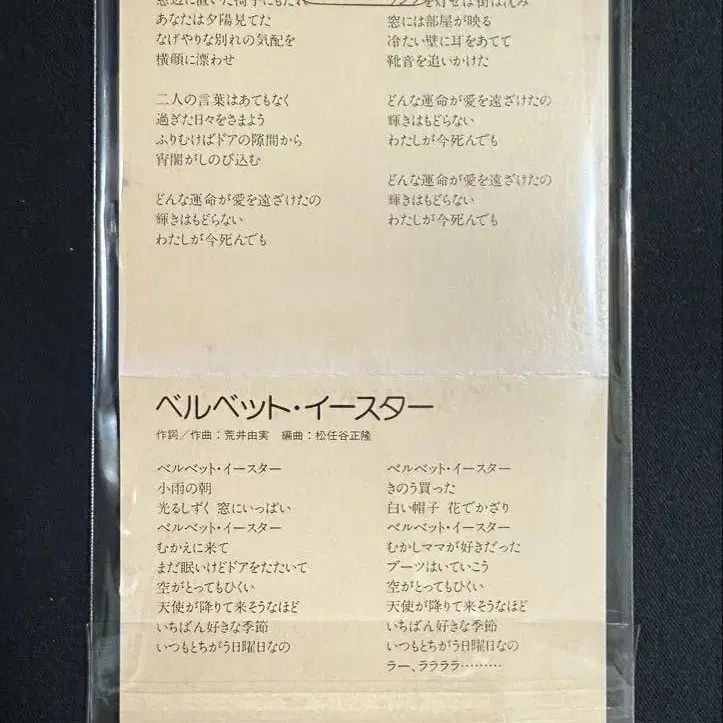 窓辺に置いた椅子にもたれ
あなたは夕陽見てた
なげやりな別れの気配を
横顔に漂わせ
二人の言葉はあてもなく
過ぎた日々をさまよう
ふりむけばドアの隙間から
宵闇がしのび込む
どんな運命が愛を遠ざけたの
輝きはもどらない
わたしが今死んでも
を灯せば街は沈み
窓には部屋が映る
冷たい壁に耳をあてて
靴音を追いかけた
どんな運命が愛を遠ざけたの
輝きはもどらない
わたしが今死んでも
どんな運命が愛を遠ざけたの
輝きはもどらない
わたしが今死んでも
ベルベット・イースター
作詞／作曲：荒井由実　編曲：松任谷正隆
ベルベット・イースター
小雨の朝
光るしずく 窓にいっぱい
ベルベット・イースター
むかえに来て
まだ眠いけどドアをたたいて
空がとってもひくい
天使が降りて来そうなほど
いちばん好きな季節
いつもとちがう日曜日なの
ベルベット・イースター
きのう買った
白い帽子 花でかざり
ベルベット・イースター
むかしママが好きだった
ブーツはいていこう
空がとってもひくい
天使が降りて来そうなほど
いちばん好きな季節
いつもとちがう日曜日なの
ラー、ララララ………